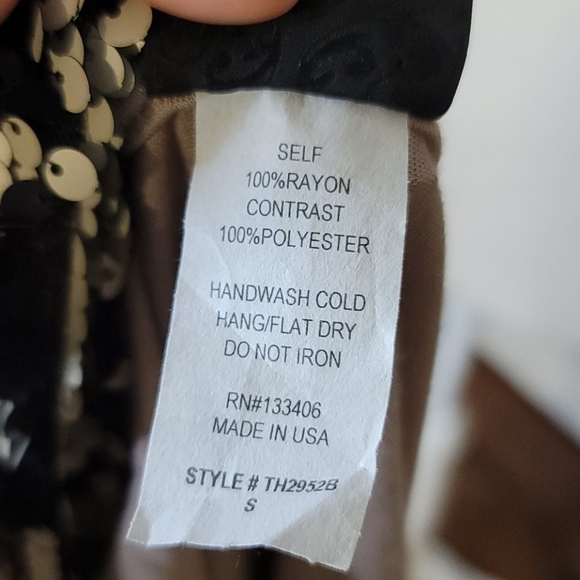 SELF
100%RAYON
CONTRAST
100%POLYESTER
HANDWASH COLD
HANG/FLAT DRY
DO NOT IRON
RN#133406
MADE IN USA
STYLE # TH2952B
S